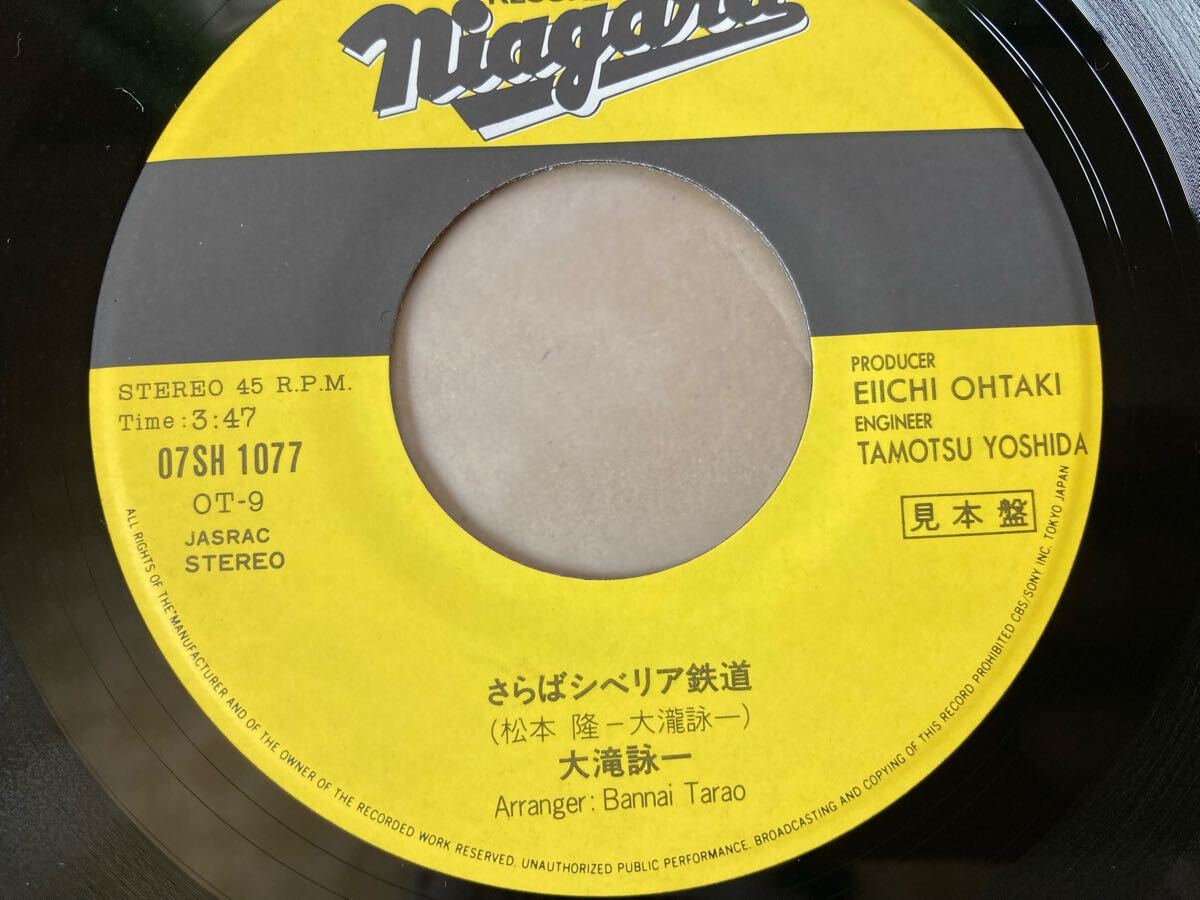 Niagara
STEREO 45 R.P.M.
Time : 3:47
07SH 1077
OT-9
JASRAC
STEREO
PRODUCER
EIICHI OHTAKI
ENGINEER
TAMOTSU YOSHIDA
見本盤
さらばシベリア鉄道
(松本 隆－大瀧詠一)
大滝詠一
Arranger: Bannai Tarao
ALL RIGHTS OF THE "MANUFACTURER AND OF THE OWNER OF THE RECORDED WORK RESERVED. UNAUTHORIZED PUBLIC PERFORMANCE. BROADCASTING AND COPYING OF THIS RECORD PROHIBITED CBS/SONY INC. TOKYO JAPAN